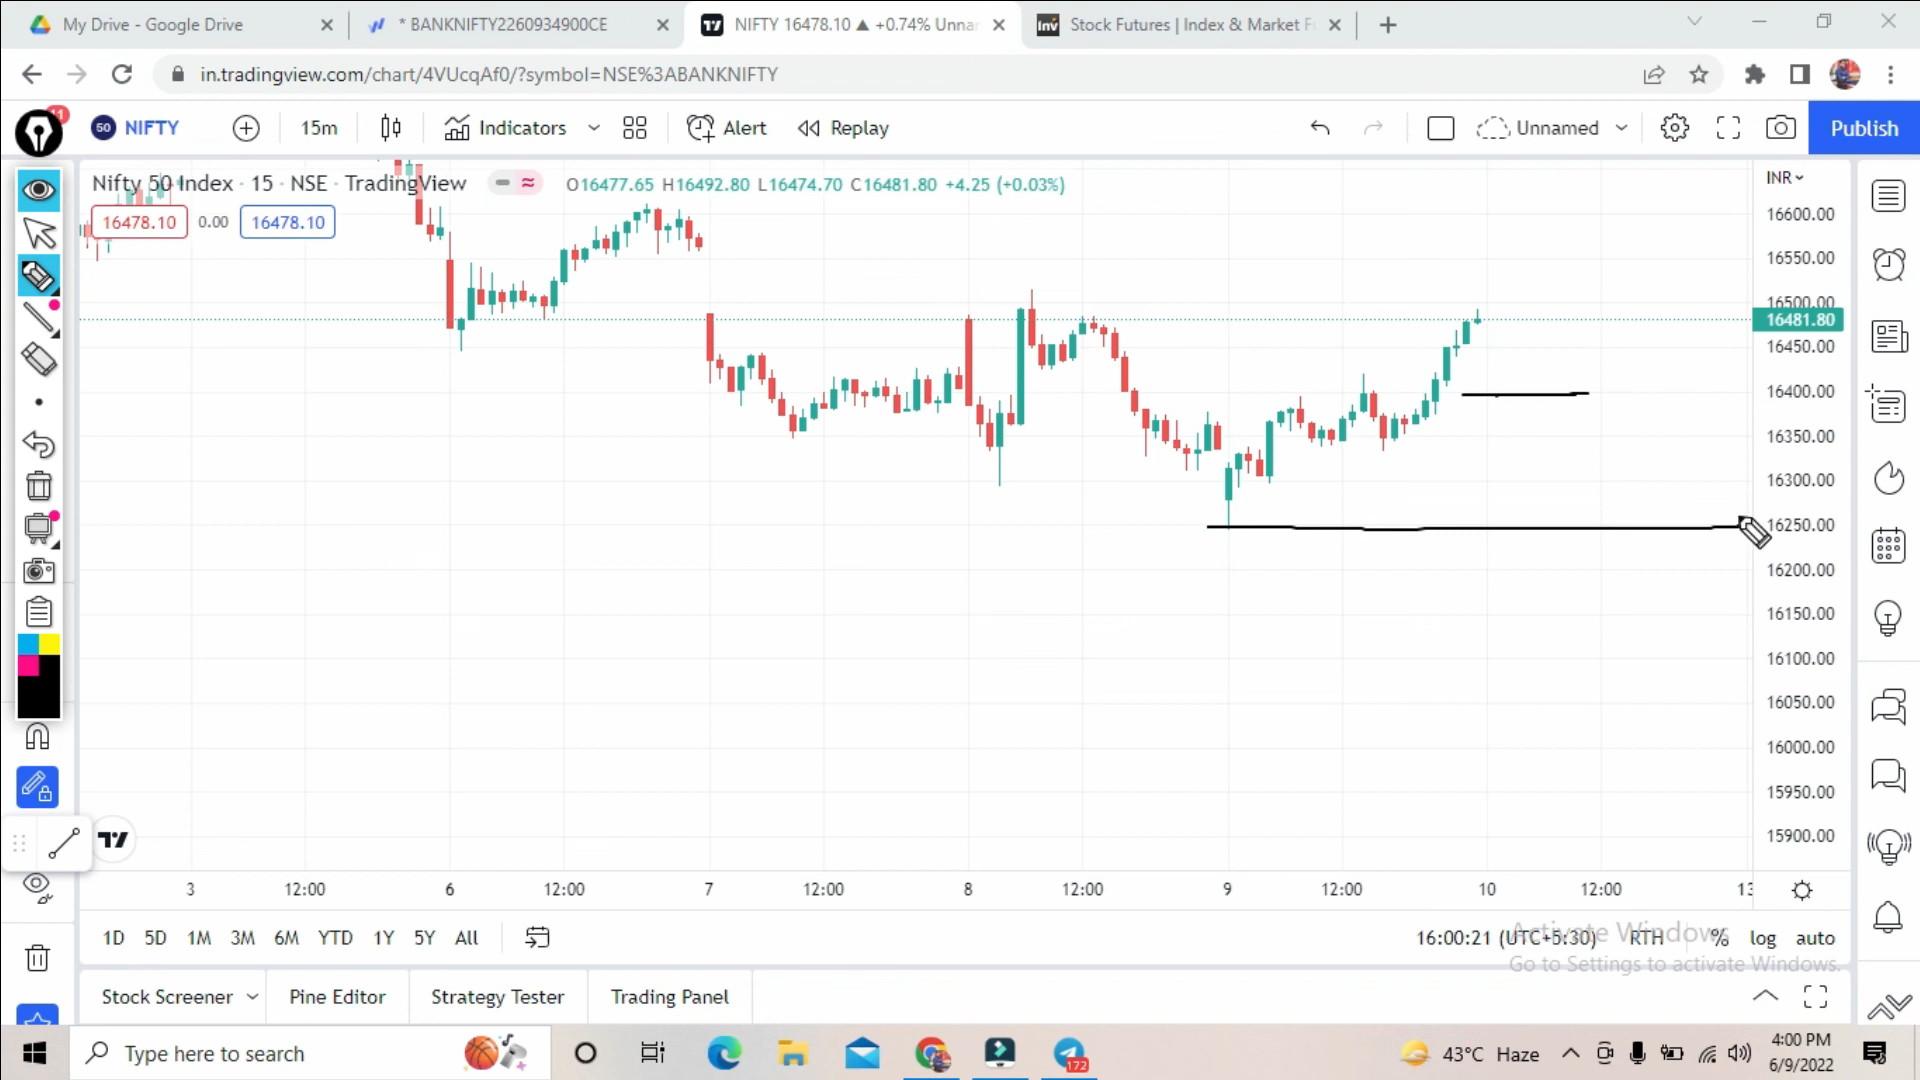 My Drive - Google Drive
* BANKNIFTY2260934900CE
NIFTY 16478.10 ▲ +0.74% Unnar
Inv
Stock Futures | Index & Market F
in.tradingview.com/chart/4VUcqAf0/?symbol=NSE%3ABANKNIFTY
11
50 NIFTY
15m
Indicators
Alert
Replay
Unnamed
Publish
Nifty 50 Index · 15 · NSE · TradingView
O16477.65 H16492.80 L16474.70 C16481.80 +4.25 (+0.03%)
INR
16478.10
0.00
16478.10
16600.00
16550.00
16500.00
16481.80
16450.00
16400.00
16350.00
16300.00
16250.00
16200.00
16150.00
16100.00
16050.00
16000.00
15950.00
15900.00
3
12:00
6
12:00
7
12:00
8
12:00
9
12:00
10
12:00
13
1D 5D 1M 3M 6M YTD 1Y 5Y All
16:00:21 (UTC+5:30)
RTH
%
log
auto
Activate Windows
Go to Settings to activate Windows.
Stock Screener
Pine Editor
Strategy Tester
Trading Panel
Type here to search
172
43°C Haze
4:00 PM
6/9/2022